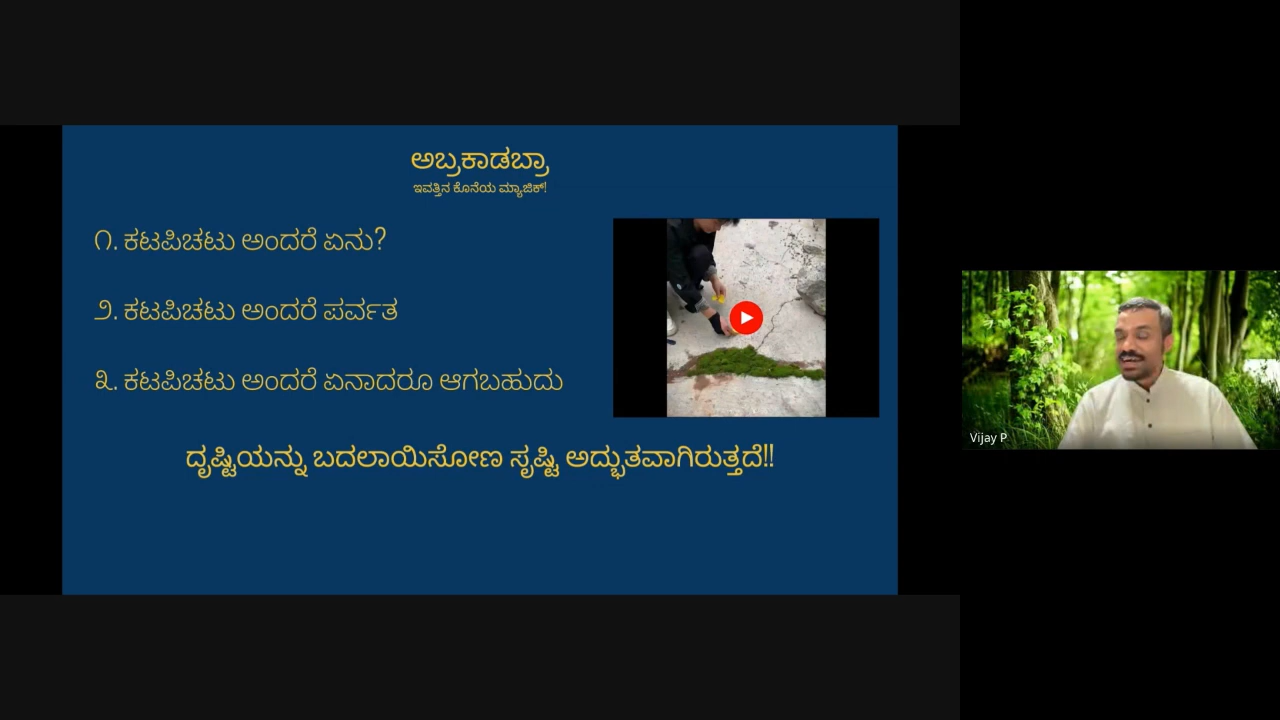 ಅಬ್ರಕಾಡಬ್ರಾ
ಇವತ್ತಿನ ಕೊನೆಯ ಮ್ಯಾಜಿಕ್!
೧. ಕಟಪಿಚಟು ಅಂದರೆ ಏನು?
೨. ಕಟಪಿಚಟು ಅಂದರೆ ಪರ್ವತ
೩. ಕಟಪಿಚಟು ಅಂದರೆ ಏನಾದರೂ ಆಗಬಹುದು
ದೃಷ್ಟಿಯನ್ನು ಬದಲಾಯಿಸೋಣ ಸೃಷ್ಟಿ ಅದ್ಭುತವಾಗಿರುತ್ತದೆ!!
Vijay P